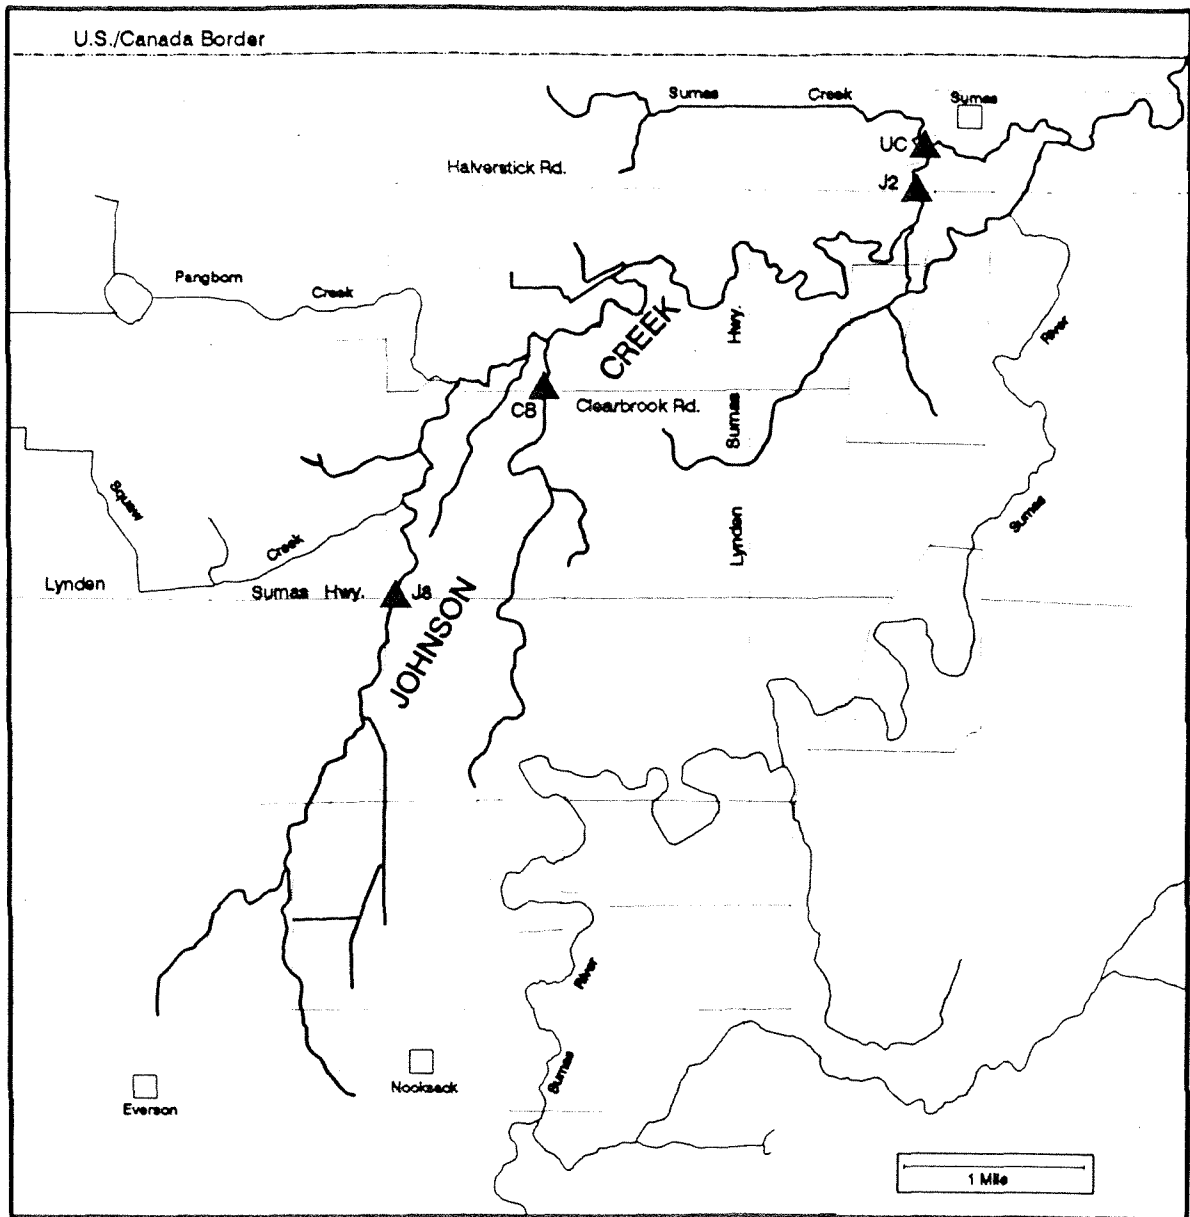 U.S./Canada Border
Sumas Creek
Sumas
UC
Halverstick Rd.
J2
Pangborn Creek
CREEK
Hwy.
River
C8
Clearbrook Rd.
Sumas
Squaw
Creek
Lynden
Sumas
Lynden
Sumas Hwy.
J8
JOHNSON
River
Sumas
Nooksack
Everson
1 Mile